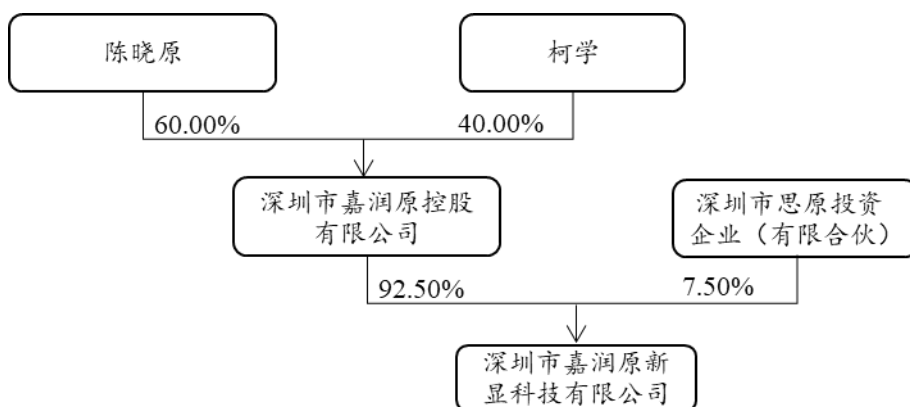 陈晓原
柯学
60.00%
40.00%
深圳市嘉润原控股
有限公司
深圳市思原投资
企业（有限合伙）
92.50%
7.50%
深圳市嘉润原新
显科技有限公司